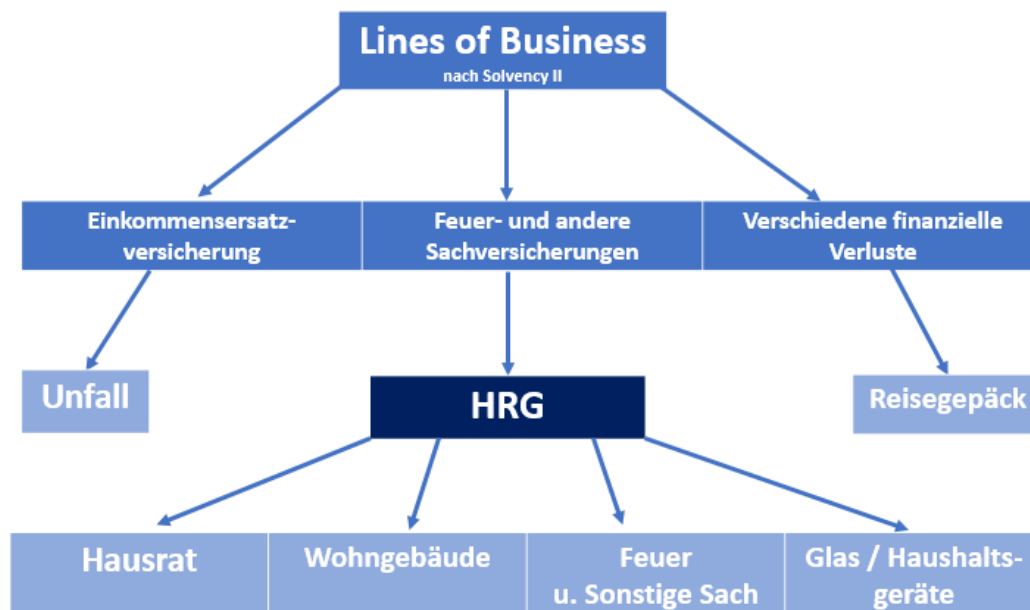 Lines of Business
nach Solvency II
Einkommensersatz-
versicherung
Feuer- und andere
Sachversicherungen
Verschiedene finanzielle
Verluste
Unfall
HRG
Reisegepäck
Hausrat
Wohngebäude
Feuer
u. Sonstige Sach
Glas / Haushalts-
geräte